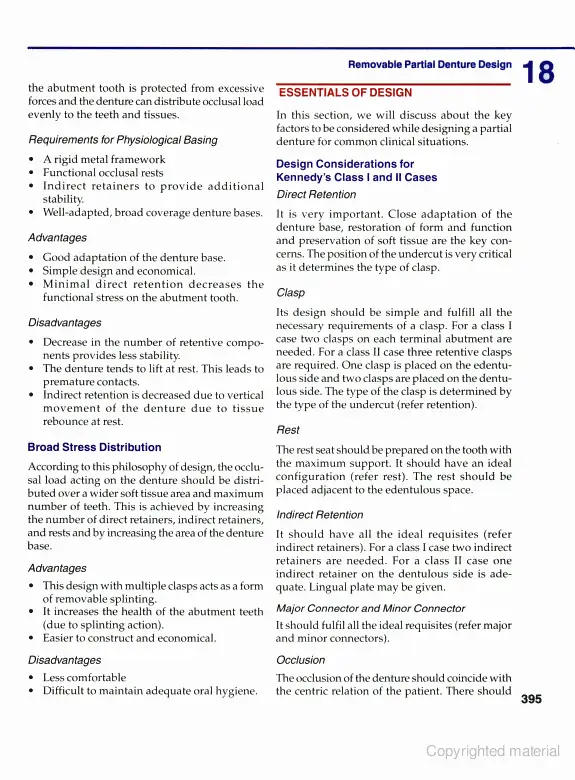 Removable Partial Denture Design
18
the abutment tooth is protected from excessive
forces and the denture can distribute occlusal load
evenly to the teeth and tissues.
Requirements for Physiological Basing
• A rigid metal framework
• Functional occlusal rests
• Indirect retainers to provide additional
stability.
• Well-adapted, broad coverage denture bases.
Advantages
• Good adaptation of the denture base.
• Simple design and economical.
• Minimal direct retention decreases the
functional stress on the abutment tooth.
Disadvantages
• Decrease in the number of retentive compo-
nents provides less stability.
• The denture tends to lift at rest. This leads to
premature contacts.
• Indirect retention is decreased due to vertical
movement of the denture due to tissue
rebounce at rest.
Broad Stress Distribution
According to this philosophy of design, the occlu-
sal load acting on the denture should be distri-
buted over a wider soft tissue area and maximum
number of teeth. This is achieved by increasing
the number of direct retainers, indirect retainers,
and rests and by increasing the area of the denture
base.
Advantages
• This design with multiple clasps acts as a form
of removable splinting.
• It increases the health of the abutment teeth
(due to splinting action).
• Easier to construct and economical.
Disadvantages
• Less comfortable
• Difficult to maintain adequate oral hygiene.
ESSENTIALS OF DESIGN
In this section, we will discuss about the key
factors to be considered while designing a partial
denture for common clinical situations.
Design Considerations for
Kennedy's Class I and II Cases
Direct Retention
It is very important. Close adaptation of the
denture base, restoration of form and function
and preservation of soft tissue are the key con-
cerns. The position of the undercut is very critical
as it determines the type of clasp.
Clasp
Its design should be simple and fulfill all the
necessary requirements of a clasp. For a class I
case two clasps on each terminal abutment are
needed. For a class II case three retentive clasps
are required. One clasp is placed on the edentu-
lous side and two clasps are placed on the dentu-
lous side. The type of the clasp is determined by
the type of the undercut (refer retention).
Rest
The rest seat should be prepared on the tooth with
the maximum support. It should have an ideal
configuration (refer rest). The rest should be
placed adjacent to the edentulous space.
Indirect Retention
It should have all the ideal requisites (refer
indirect retainers). For a class I case two indirect
retainers are needed. For a class II case one
indirect retainer on the dentulous side is ade-
quate. Lingual plate may be given.
Major Connector and Minor Connector
It should fulfil all the ideal requisites (refer major
and minor connectors).
Occlusion
The occlusion of the denture should coincide with
the centric relation of the patient. There should
395
Copyrighted material